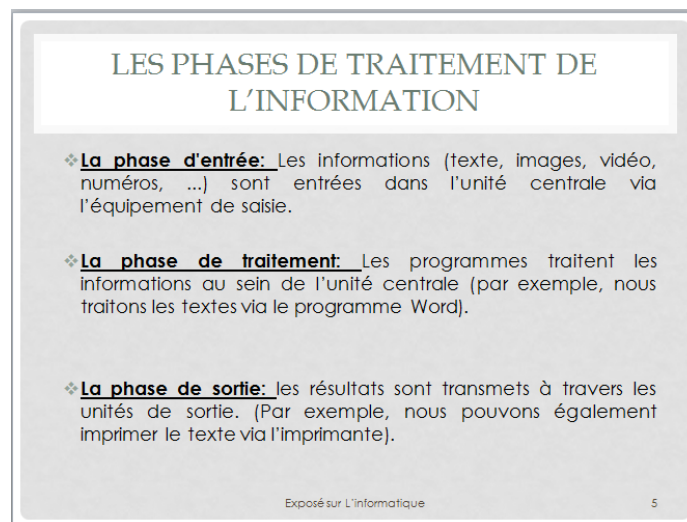 LES PHASES DE TRAITEMENT DE
L'INFORMATION
La phase d'entrée: Les informations (texte, images, vidéo,
numéros, ...) sont entrées dans l'unité centrale via
l'équipement de saisie.
La phase de traitement: Les programmes traitent les
informations au sein de l'unité centrale (par exemple, nous
traitons les textes via le programme Word).
La phase de sortie: les résultats sont transmets à travers les
unités de sortie. (Par exemple, nous pouvons également
imprimer le texte via l'imprimante).
Exposé sur L'informatique 5